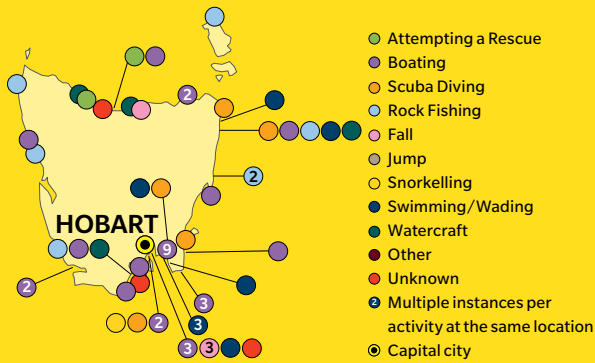 Attempting a Rescue
Boating
2
Scuba Diving
Rock Fishing
Fall
Jump
2
Snorkelling
Swimming/Wading
HOBART
9
Watercraft
Other
Unknown
2
3
2 Multiple instances per
activity at the same location
2
3
3 3
Capital city